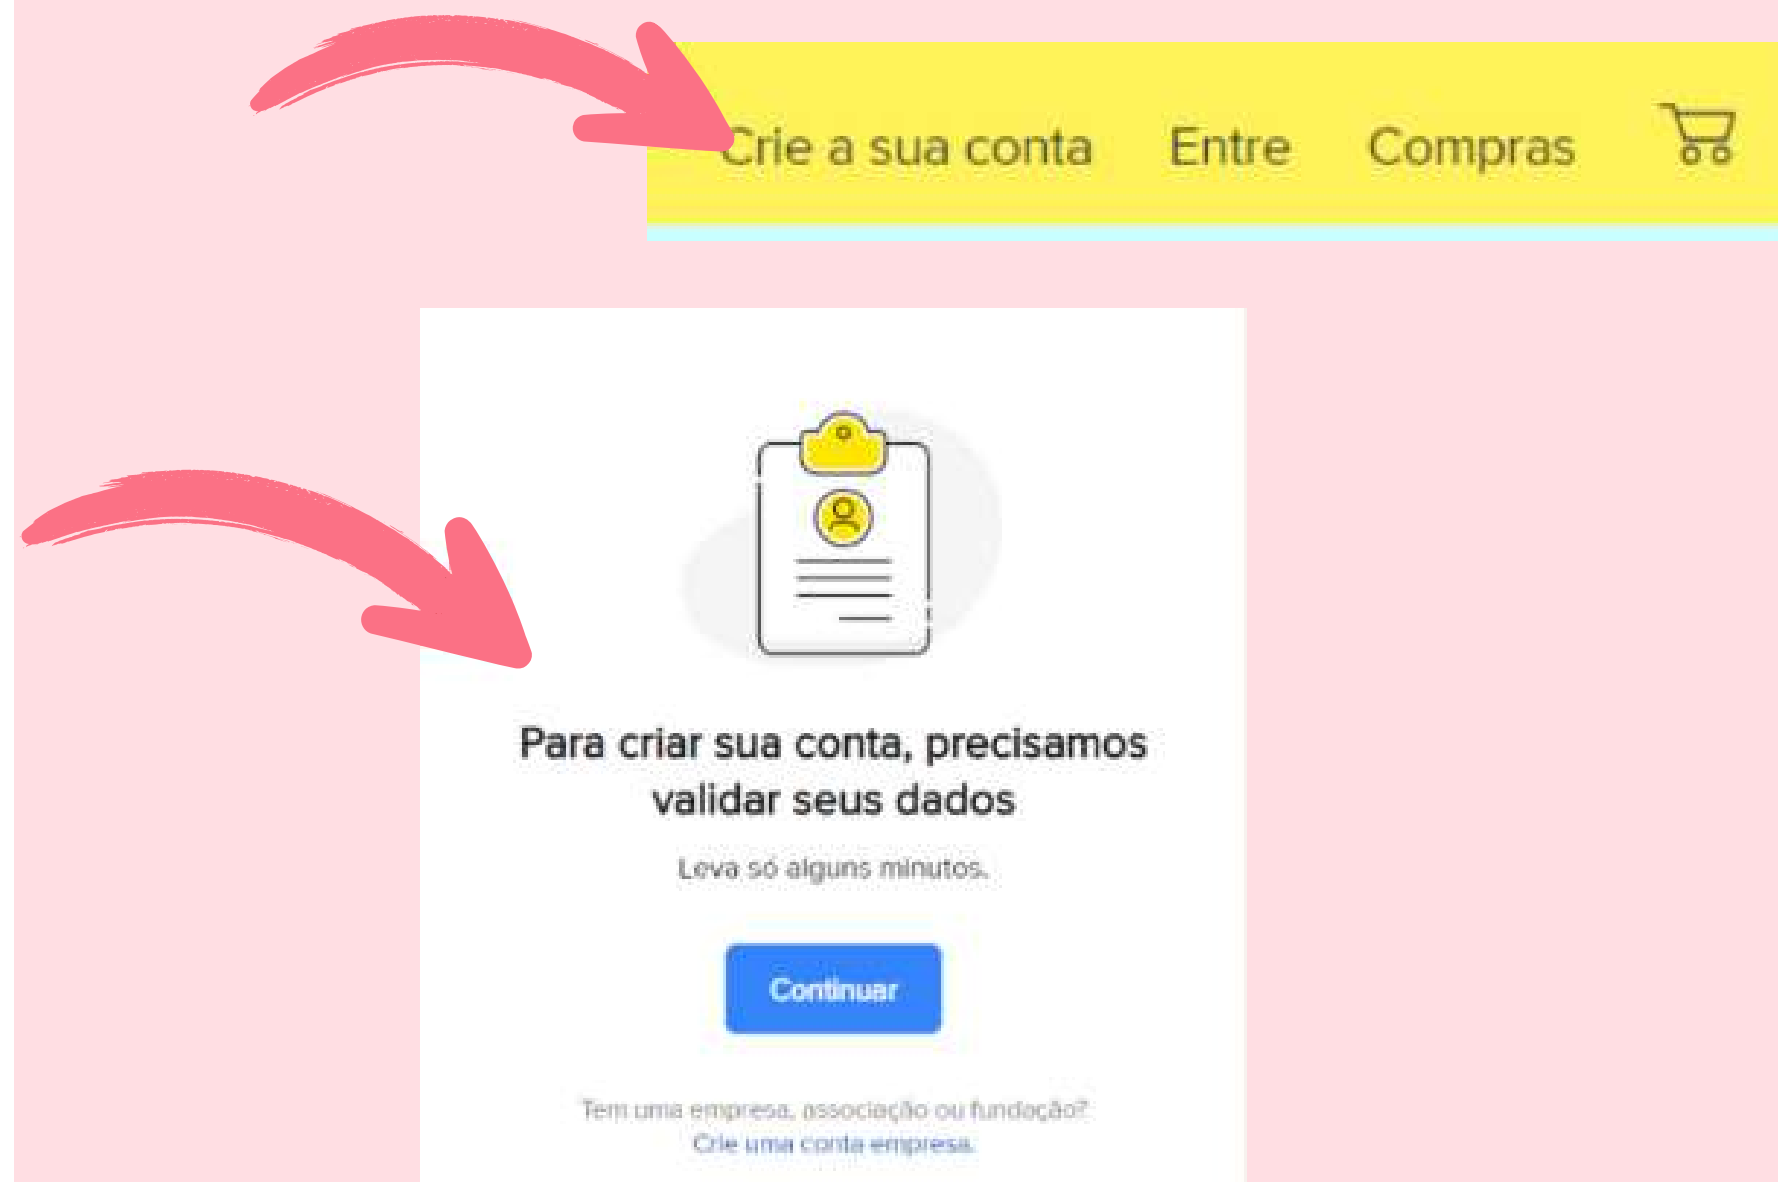 Crie a sua conta Entre Compras
Para criar sua conta, precisamos
validar seus dados
Leva só alguns minutos.
Continuar
Tem uma empresa, associação ou fundação?
Crie uma conta empresa.